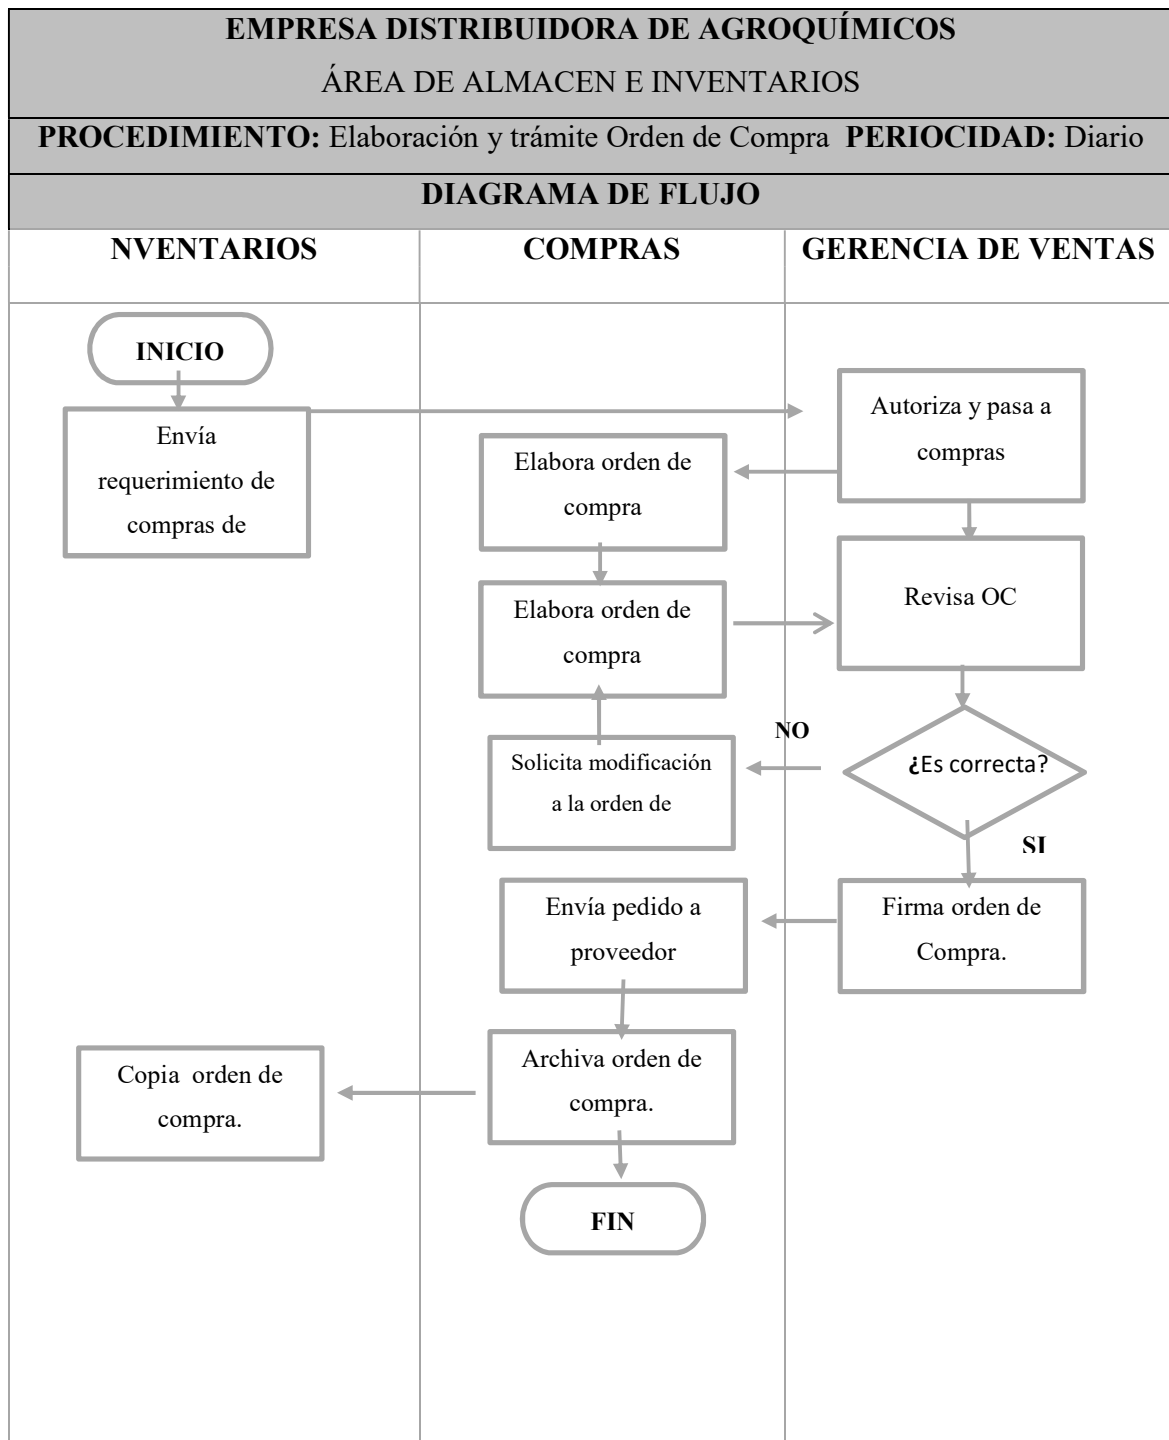 EMPRESA DISTRIBUIDORA DE AGROQUÍMICOS
ÁREA DE ALMACEN E INVENTARIOS
PROCEDIMIENTO: Elaboración y trámite Orden de Compra PERIOCIDAD: Diario
DIAGRAMA DE FLUJO
NVENTARIOS
COMPRAS
GERENCIA DE VENTAS
INICIO
Envía
requerimiento de
compras de
Autoriza y pasa a
compras
Elabora orden de
compra
Elabora orden de
compra
Revisa OC
¿Es correcta?
NO
Solicita modificación
a la orden de
SI
Firma orden de
Compra.
Envía pedido a
proveedor
Archiva orden de
compra.
Copia orden de
compra.
FIN